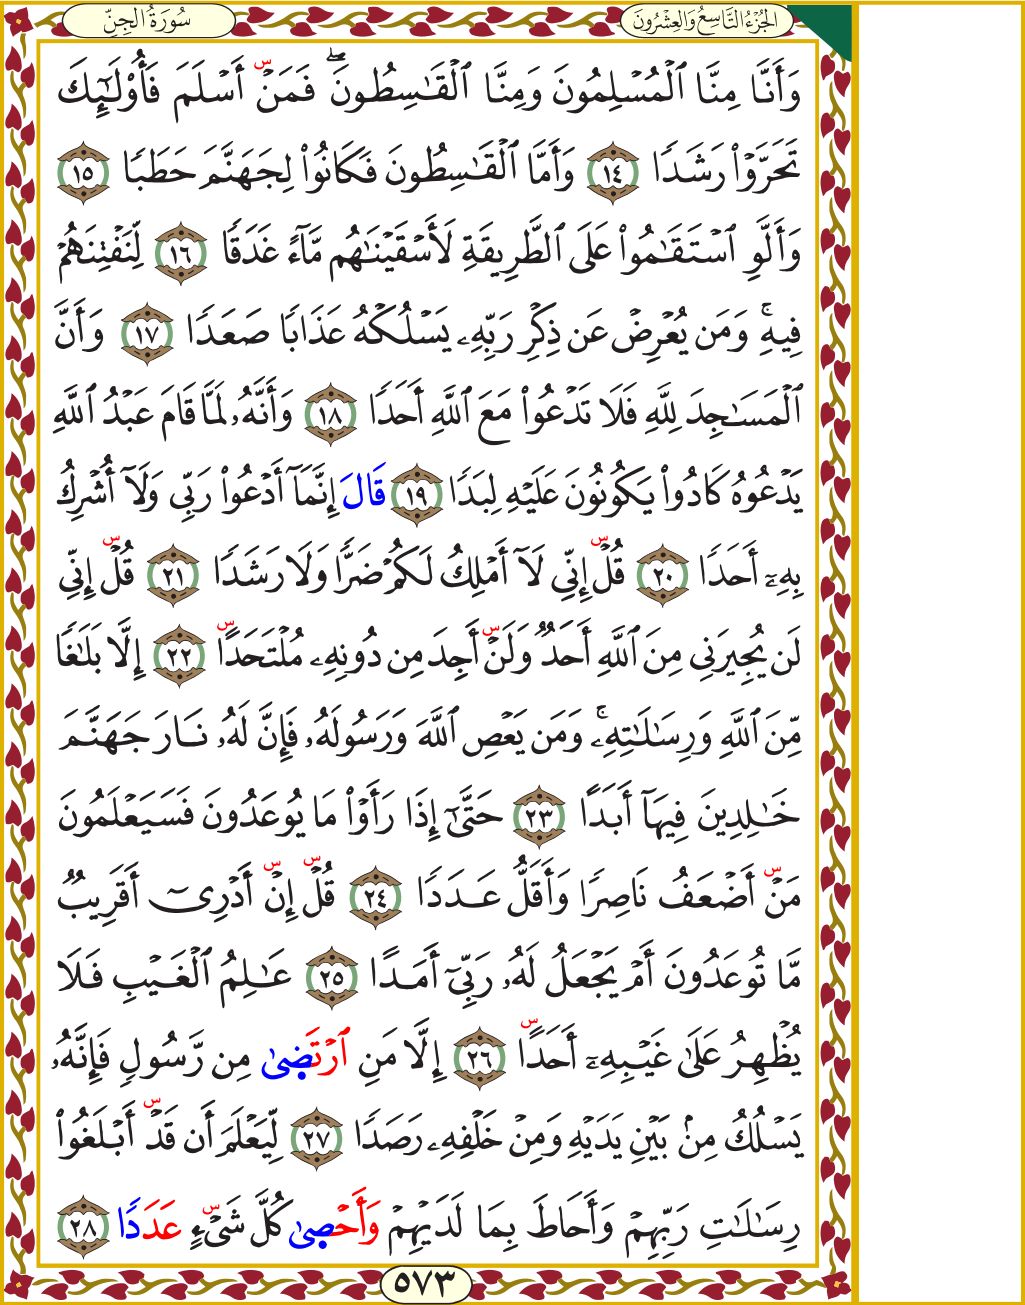 الجُزْءُ التَّاسِعُ وَالعِشْرُونَ
سُورَةُ الجِنِّ
وَأَنَّا مِنَّا ٱلْمُسْلِمُونَ وَمِنَّا ٱلْقَٰسِطُونَۖ فَمَنْ أَسْلَمَ فَأُوْلَٰٓئِكَ
تَحَرَّوْاْ رَشَدًا ١٤ وَأَمَّا ٱلْقَٰسِطُونَ فَكَانُواْ لِجَهَنَّمَ حَطَبًا ١٥
وَأَلَّوِ ٱسْتَقَٰمُواْ عَلَى ٱلطَّرِيقَةِ لَأَسْقَيْنَٰهُم مَّآءً غَدَقًا ١٦ لِّنَفْتِنَهُمْ
فِيهِۚ وَمَن يُعْرِضْ عَن ذِكْرِ رَبِّهِۦ يَسْلُكْهُ عَذَابًا صَعَدًا ١٧ وَأَنَّ
ٱلْمَسَٰجِدَ لِلَّهِ فَلَا تَدْعُواْ مَعَ ٱللَّهِ أَحَدًا ١٨ وَأَنَّهُۥ لَمَّا قَامَ عَبْدُ ٱللَّهِ
يَدْعُوهُ كَادُواْ يَكُونُونَ عَلَيْهِ لِبَدًا ١٩ قَالَ إِنَّمَآ أَدْعُواْ رَبِّى وَلَآ أُشْرِكُ
بِهِۦٓ أَحَدًا ٢٠ قُلْ إِنِّى لَآ أَمْلِكُ لَكُمْ ضَرًّا وَلَا رَشَدًا ٢١ قُلْ إِنِّى
لَن يُجِيرَنِى مِنَ ٱللَّهِ أَحَدٌ وَلَنْ أَجِدَ مِن دُونِهِۦ مُلْتَحَدًا ٢٢ إِلَّا بَلَٰغًا
مِّنَ ٱللَّهِ وَرِسَٰلَٰتِهِۦۚ وَمَن يَعْصِ ٱللَّهَ وَرَسُولَهُۥ فَإِنَّ لَهُۥ نَارَ جَهَنَّمَ
خَٰلِدِينَ فِيهَآ أَبَدًا ٢٣ حَتَّىٰٓ إِذَا رَأَوْاْ مَا يُوعَدُونَ فَسَيَعْلَمُونَ
مَنْ أَضْعَفُ نَاصِرًا وَأَقَلُّ عَدَدًا ٢٤ قُلْ إِنْ أَدْرِىٓ أَقَرِيبٌ
مَّا تُوعَدُونَ أَمْ يَجْعَلُ لَهُۥ رَبِّىٓ أَمَدًا ٢٥ عَٰلِمُ ٱلْغَيْبِ فَلَا
يُظْهِرُ عَلَىٰ غَيْبِهِۦٓ أَحَدًا ٢٦ إِلَّا مَنِ ٱرْتَضِىٰ مِن رَّسُولٍ فَإِنَّهُۥ
يَسْلُكُ مِنۢ بَيْنِ يَدَيْهِ وَمِنْ خَلْفِهِۦ رَصَدًا ٢٧ لِّيَعْلَمَ أَن قَدْ أَبْلَغُواْ
رِسَٰلَٰتِ رَبِّهِمْ وَأَحَاطَ بِمَا لَدَيْهِمْ وَأَحْصِىٰ كُلَّ شَىْءٍ عَدَدًا ٢٨
٥٧٣